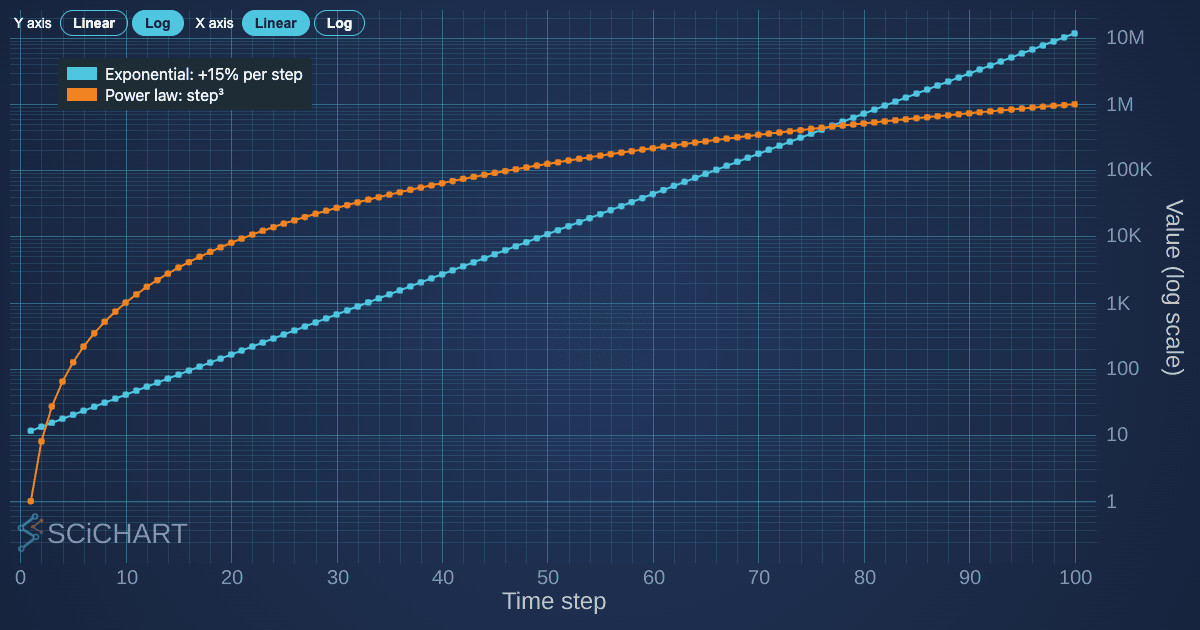 Y axis Linear Log X axis Linear Log
Exponential: +15% per step
Power law: step³
10M
1M
100K
10K
1K
100
10
1
Value (log scale)
SCiCHART
0 10 20 30 40 50 60 70 80 90 100
Time step